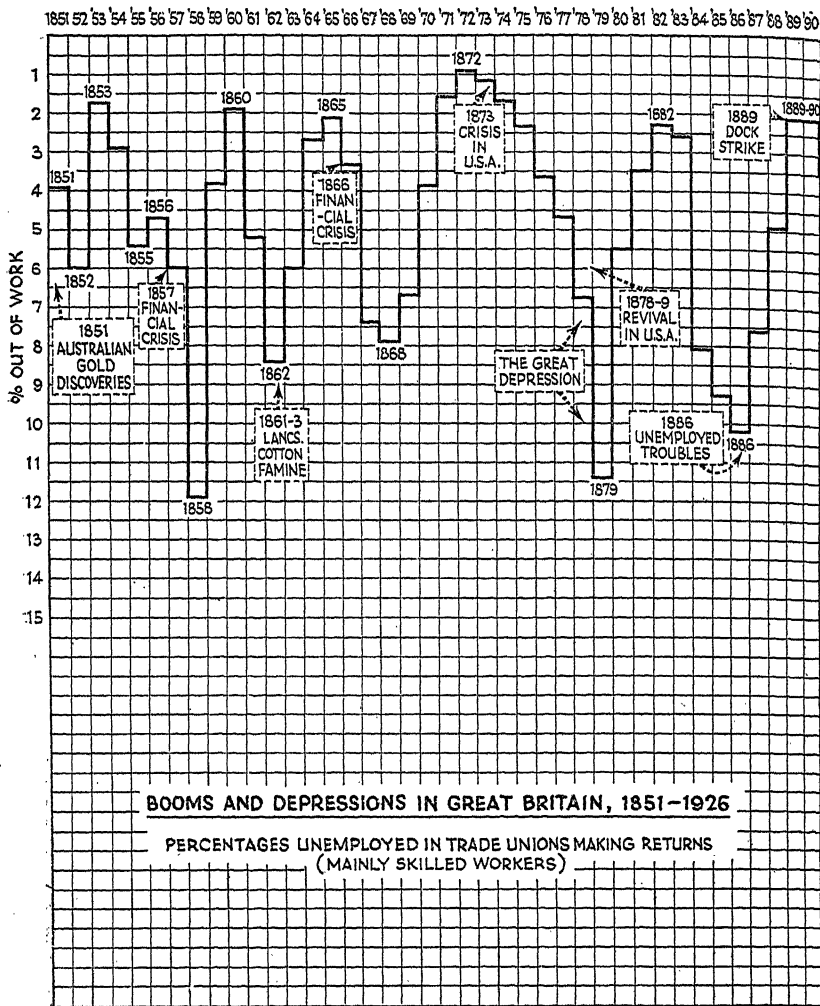 1851 '52 '53 '54 '55 '56 '57 '58 '59 '60 '61 '62 '63 '64 '65 '66 '67 '68 '69 '70 '71 '72 '73 '74 '75 '76 '77 '78 '79 '80 '81 '82 '83 '84 '85 '86 '87 '88 '89 '90
% OUT OF WORK
1
2
3
4
5
6
7
8
9
10
11
12
13
14
15
1851
1852
1853
1855
1856
1858
1860
1862
1865
1868
1872
1879
1882
1886
1889-90
1851
AUSTRALIAN
GOLD
DISCOVERIES
1857
FINAN-
CIAL
CRISIS
1861-3
LANCS.
COTTON
FAMINE
1866
FINAN
-CIAL
CRISIS
1873
CRISIS
IN
U.S.A.
THE GREAT
DEPRESSION
1878-9
REVIVAL
IN U.S.A.
1886
UNEMPLOYED
TROUBLES
1889
DOCK
STRIKE
BOOMS AND DEPRESSIONS IN GREAT BRITAIN, 1851-1926
PERCENTAGES UNEMPLOYED IN TRADE UNIONS MAKING RETURNS
(MAINLY SKILLED WORKERS)